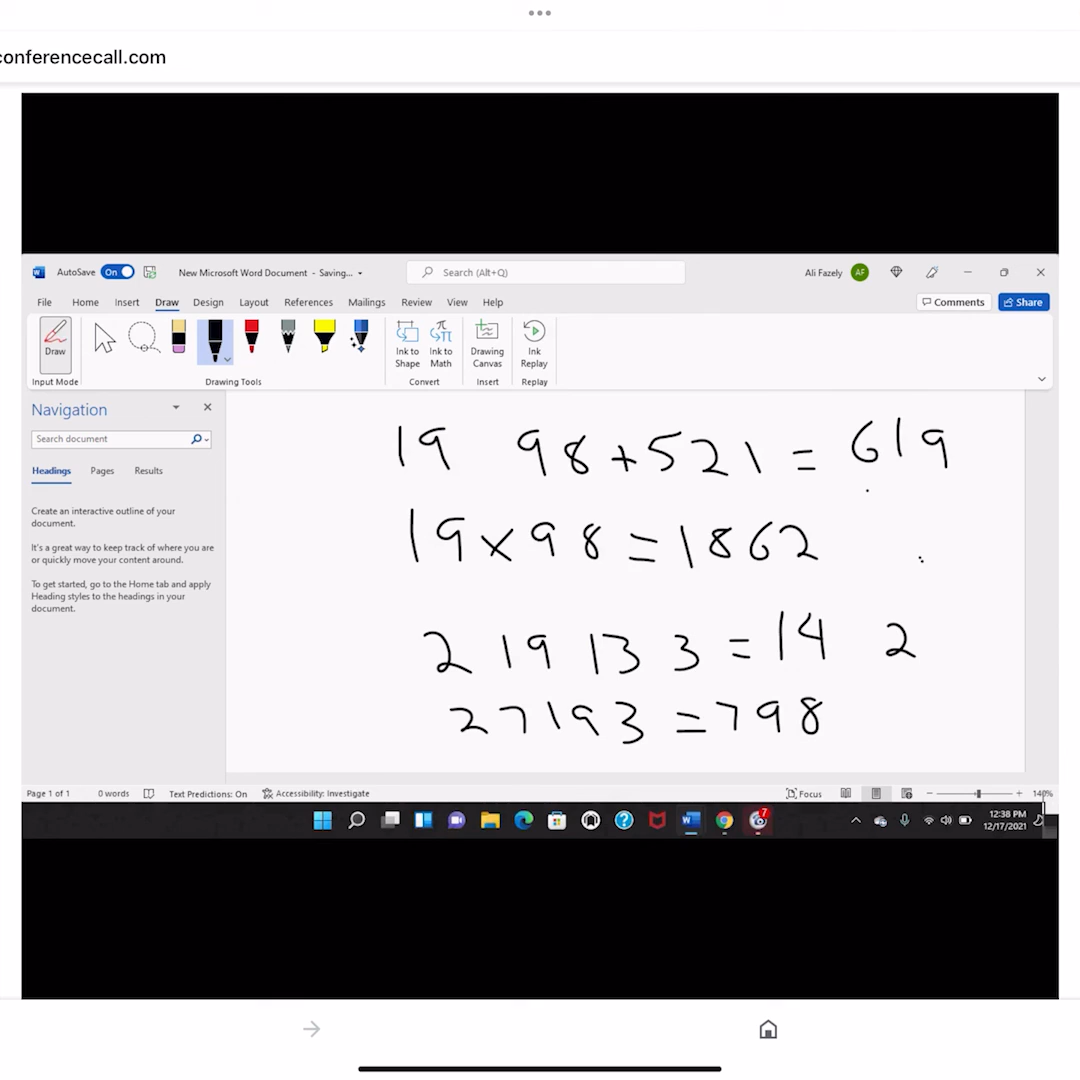 conferencecall.com
AutoSave On New Microsoft Word Document - Saving... Search (Alt+Q) Ali Fazely AF
File Home Insert Draw Design Layout References Mailings Review View Help Comments Share
Draw Ink to Shape Ink to Math Drawing Canvas Ink Replay
Input Mode Drawing Tools Convert Insert Replay
Navigation
Search document
Headings Pages Results
Create an interactive outline of your
document.
It's a great way to keep track of where you are
or quickly move your content around.
To get started, go to the Home tab and apply
Heading styles to the headings in your
document.
19 98+521=619
19×98=1862
2 19 13 3=14 2
27193=798
Page 1 of 1 0 words Text Predictions: On Accessibility: Investigate Focus 140%
7 12:38 PM
12/17/2021